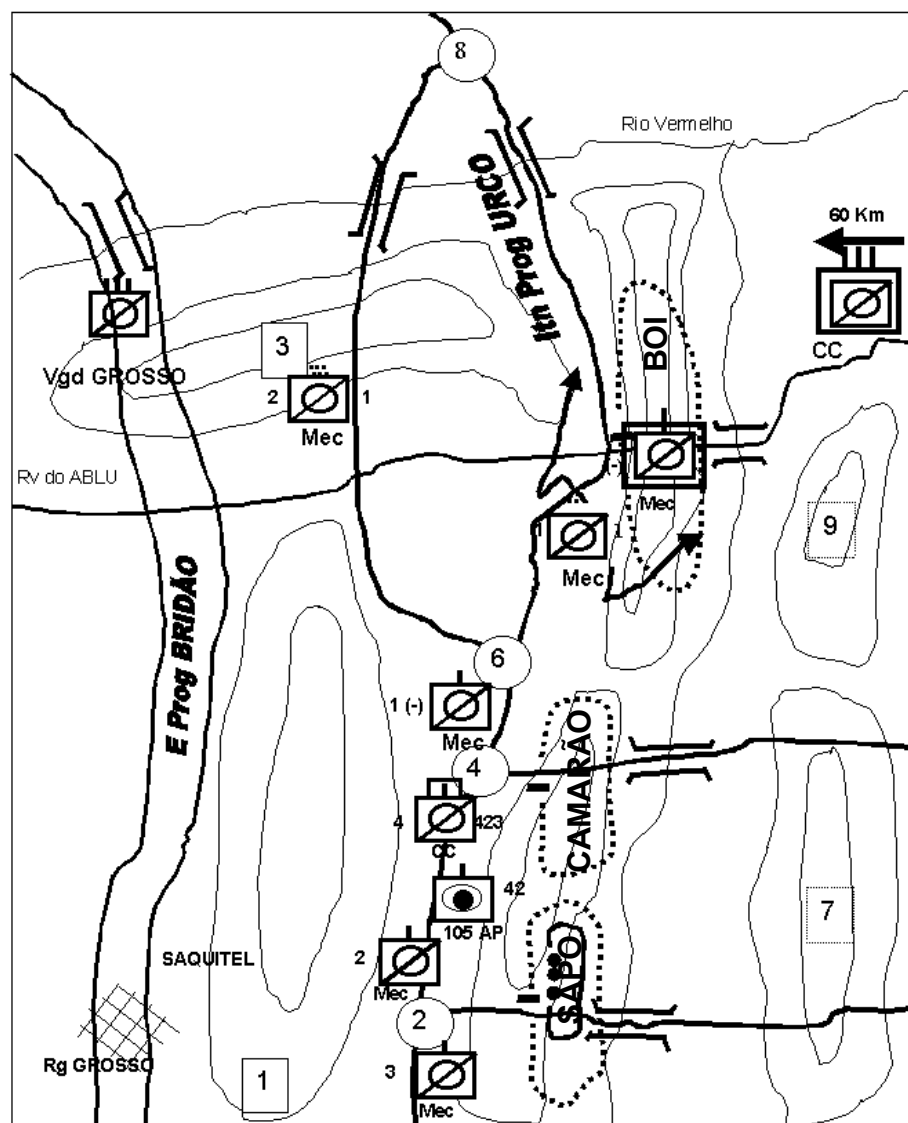 8
Rio Vermelho
Itn Prog URCO
60 Km
BOI
CC
3
Vgd GROSSO
2
1
Mec
(-)
Mec
Rv do ABLU
1
1
Mec
9
E Prog BRIDÃO
6
1 (-)
Mec
4
CAMARÃO
4
423
CC
42
105 AP
7
SAQUITEL
2
Mec
SAPO
2
Rg GROSSO
1
3
Mec